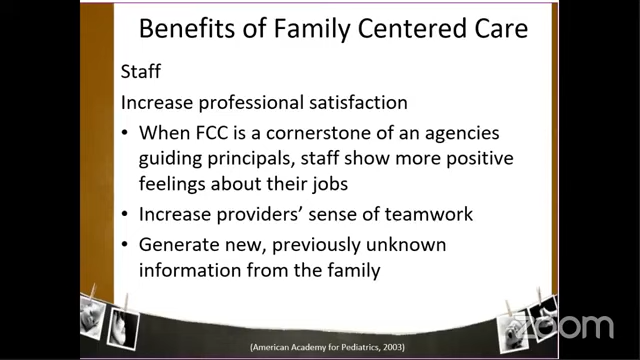 Benefits of Family Centered Care
Staff
Increase professional satisfaction
• When FCC is a cornerstone of an agencies
guiding principals, staff show more positive
feelings about their jobs
• Increase providers’ sense of teamwork
• Generate new, previously unknown
information from the family
(American Academy for Pediatrics, 2003)
zoom